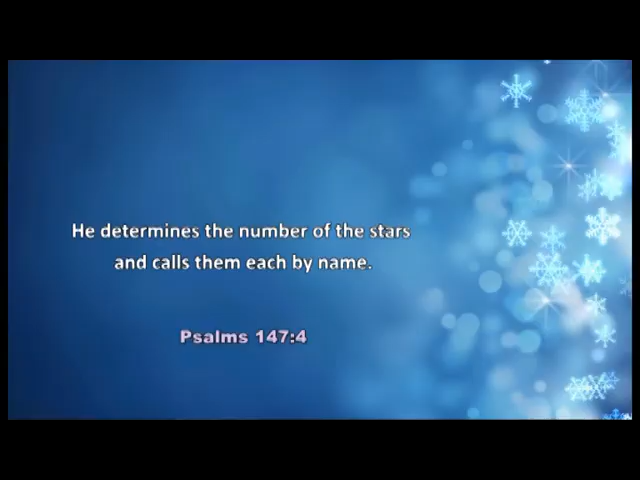 He determines the number of the stars
and calls them each by name.
Psalms 147:4